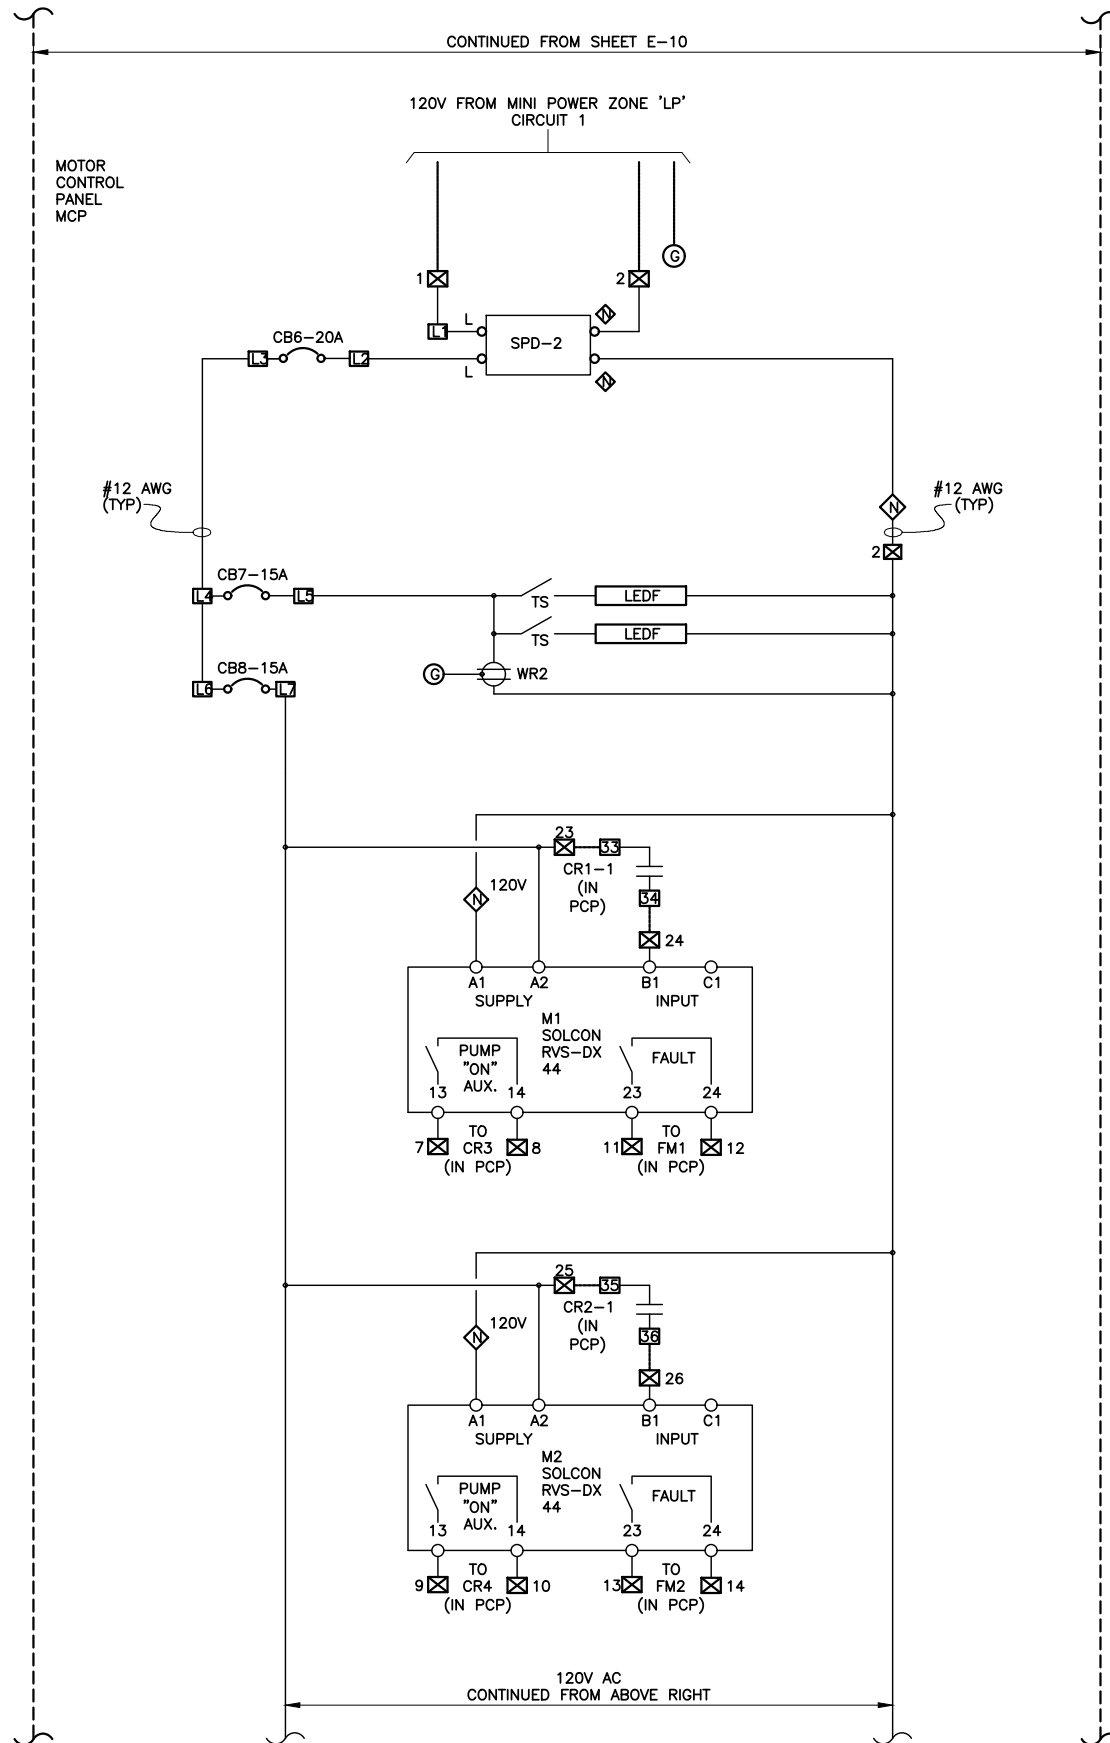 CONTINUED FROM SHEET E-10
120V FROM MINI POWER ZONE 'LP'
CIRCUIT 1
MOTOR
CONTROL
PANEL
MCP
G
1
2
L1
L
N
SPD-2
CB6-20A
L3
L2
L
N
#12 AWG
(TYP)
#12 AWG
(TYP)
N
2
CB7-15A
L4
L5
TS
LEDF
TS
LEDF
CB8-15A
L6
L7
G
WR2
23
33
CR1-1
(IN
PCP)
N
120V
34
24
A1
A2
B1
C1
SUPPLY
INPUT
M1
SOLCON
RVS-DX
44
PUMP
"ON"
AUX.
FAULT
13
14
23
24
7
TO
CR3
(IN PCP)
8
11
TO
FM1
(IN PCP)
12
25
35
CR2-1
(IN
PCP)
N
120V
36
26
A1
A2
B1
C1
SUPPLY
INPUT
M2
SOLCON
RVS-DX
44
PUMP
"ON"
AUX.
FAULT
13
14
23
24
9
TO
CR4
(IN PCP)
10
13
TO
FM2
(IN PCP)
14
120V AC
CONTINUED FROM ABOVE RIGHT